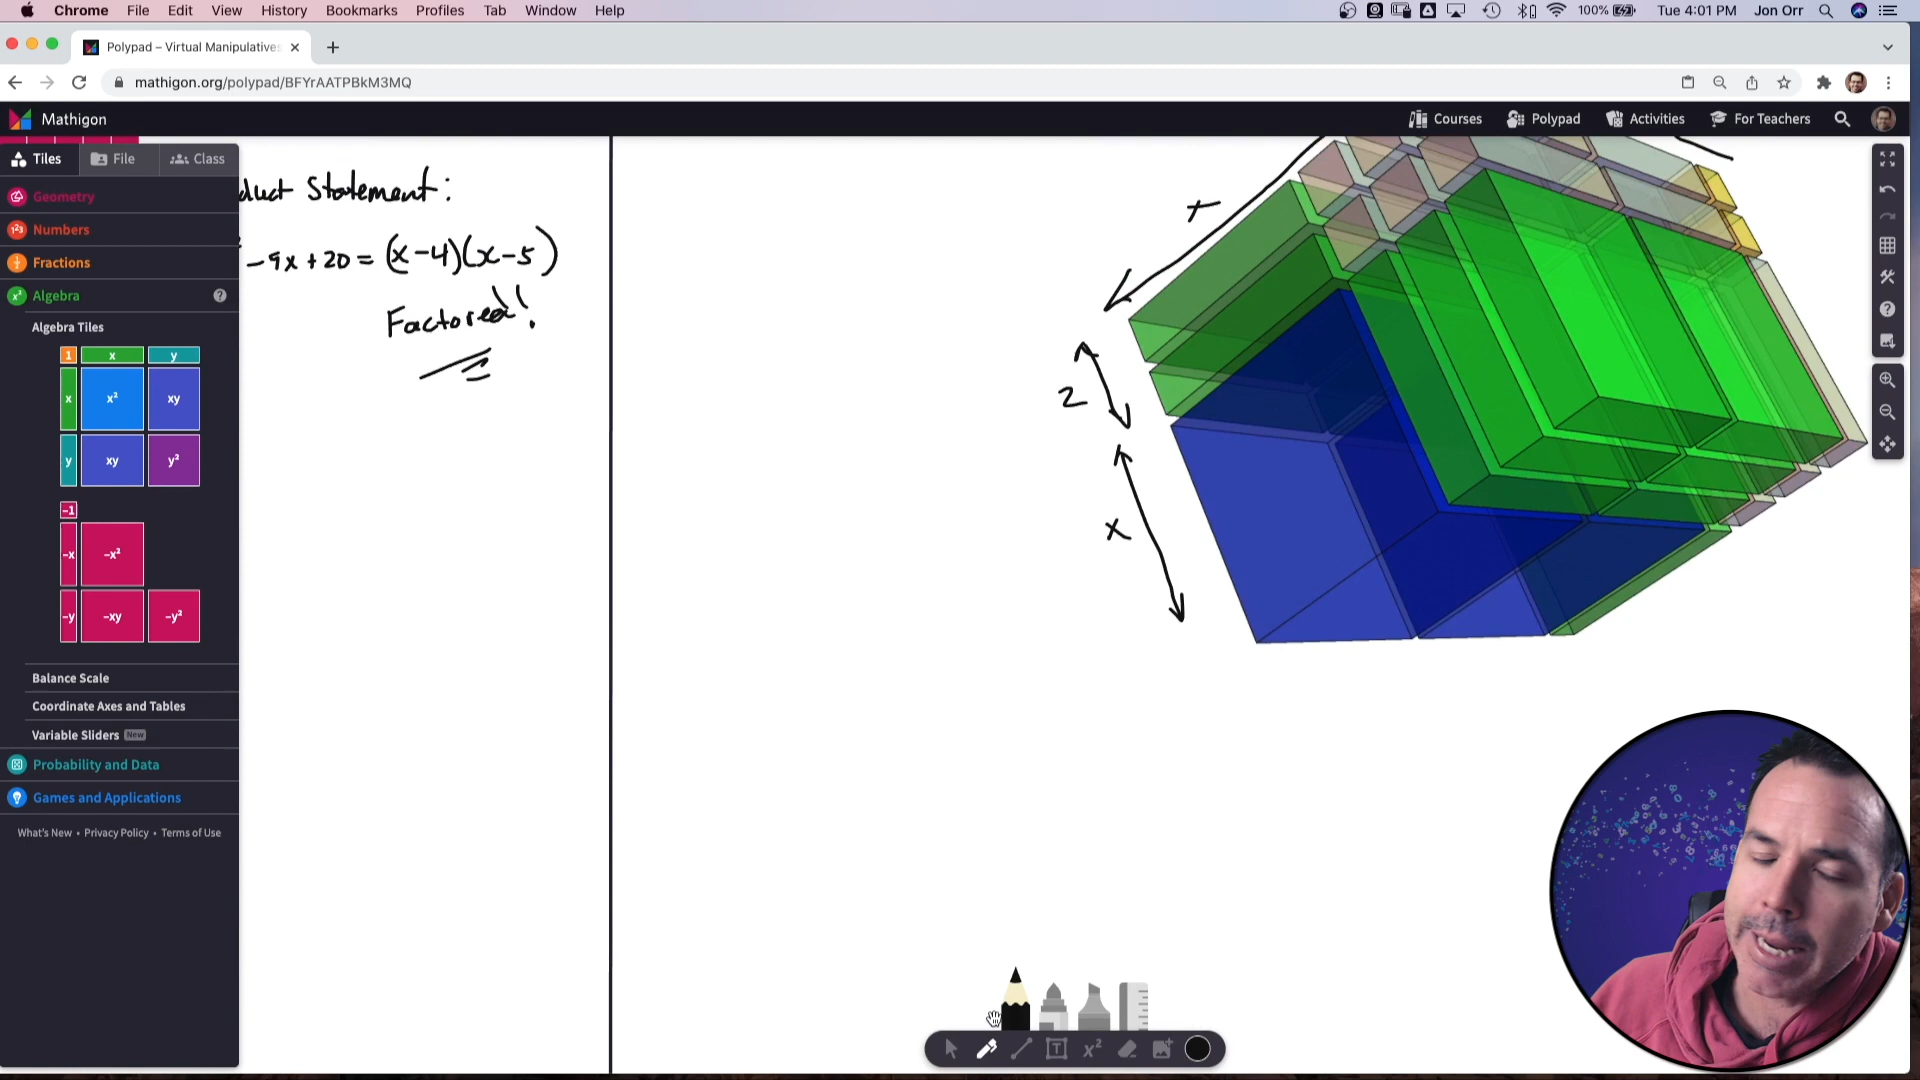 Chrome File Edit View History Bookmarks Profiles Tab Window Help 100% Tue 4:01 PM Jon Orr
Polypad – Virtual Manipulatives
mathigon.org/polypad/BFYrAATPBkM3MQ
Mathigon Courses Polypad Activities For Teachers
Tiles File Class
Geometry
Numbers
Fractions
Algebra
Algebra Tiles
1 x y
x x² xy
y xy y²
-1
-x -x²
-y -xy -y²
Balance Scale
Coordinate Axes and Tables
Variable Sliders New
Probability and Data
Games and Applications
What's New • Privacy Policy • Terms of Use
duct Statement:
-9x + 20 = (x-4)(x-5)
Factored!
x
2
x
T x²